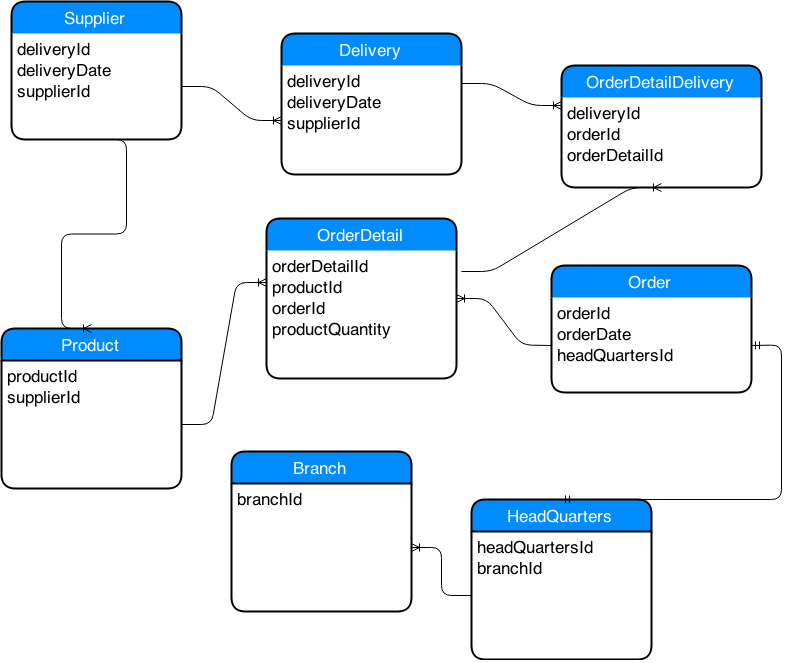 Supplier
deliveryId
deliveryDate
supplierId
Delivery
deliveryId
deliveryDate
supplierId
OrderDetailDelivery
deliveryId
orderId
orderDetailId
OrderDetail
orderDetailId
productId
orderId
productQuantity
Order
orderId
orderDate
headQuartersId
Product
productId
supplierId
Branch
branchId
HeadQuarters
headQuartersId
branchId